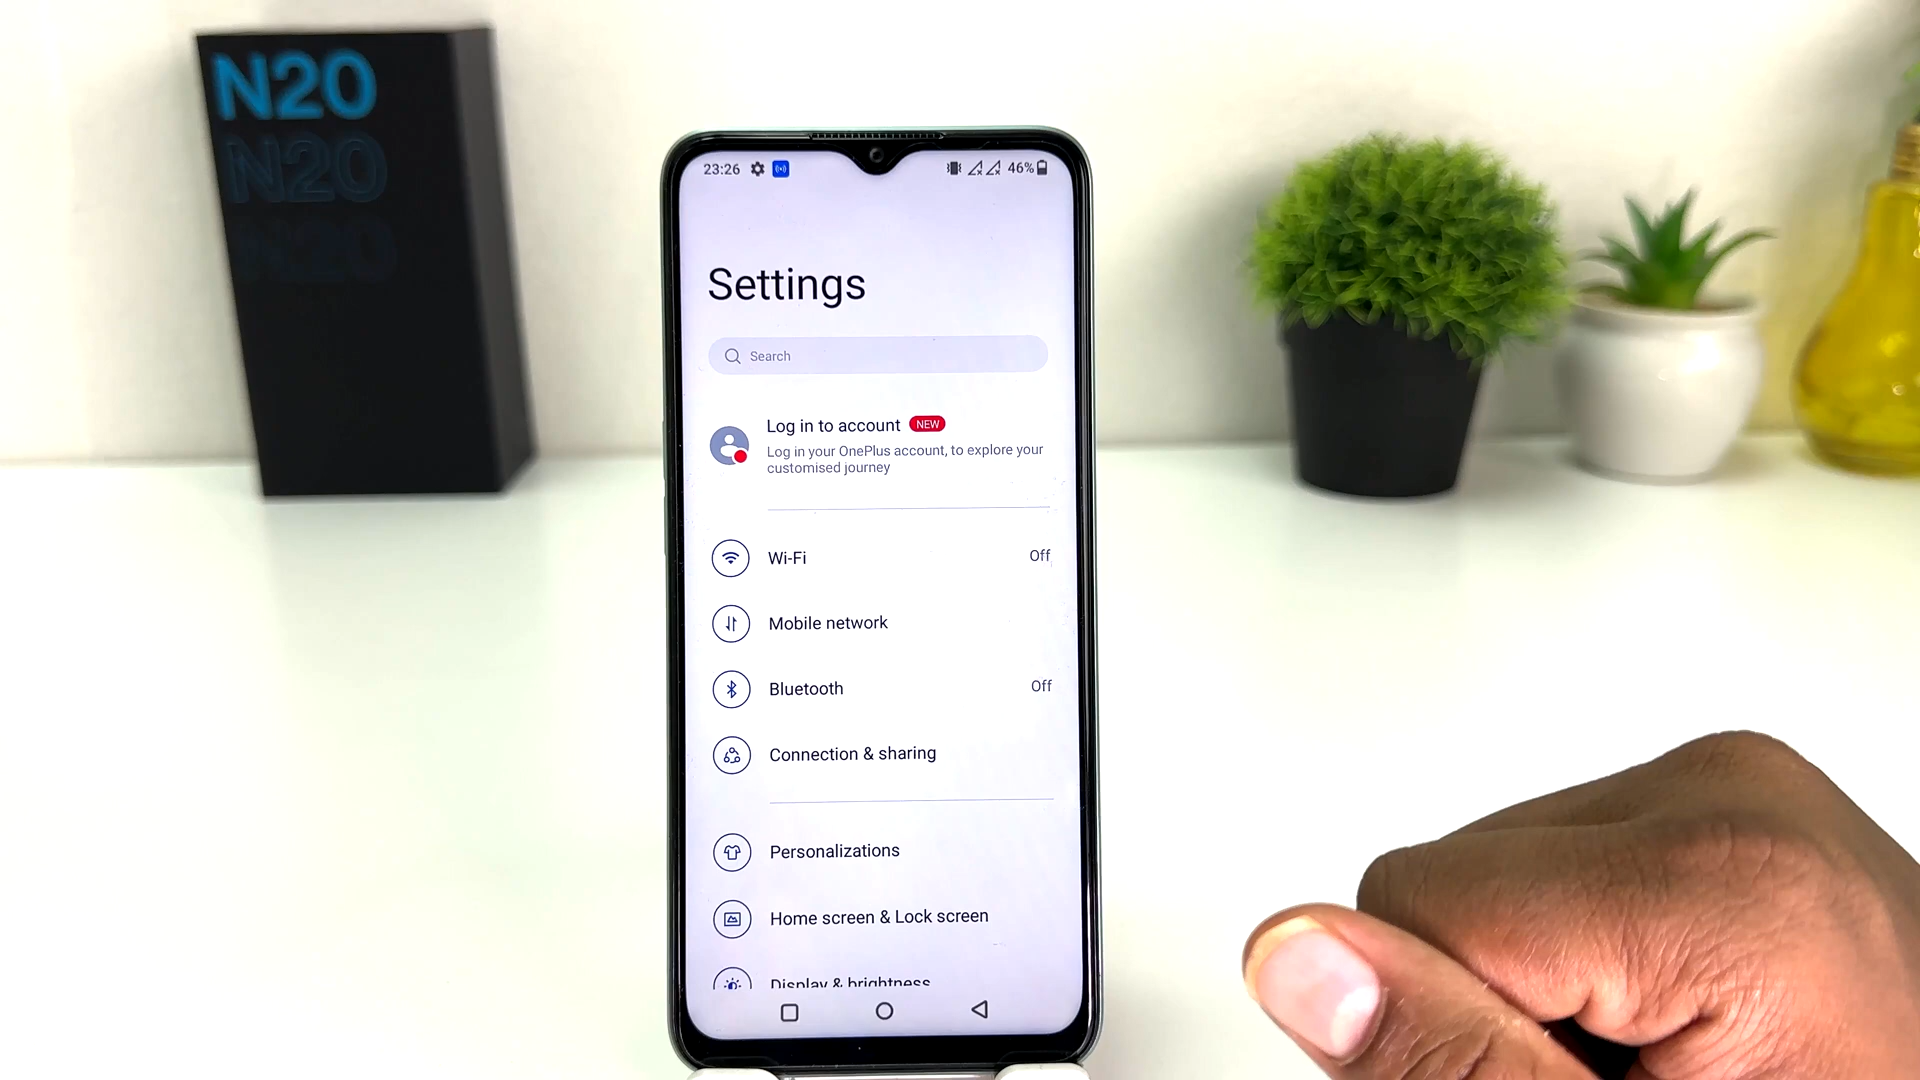 N20
N20
N20
23:26
46%
Settings
Search
Log in to account NEW
Log in your OnePlus account, to explore your
customised journey
Wi-Fi Off
Mobile network
Bluetooth Off
Connection & sharing
Personalizations
Home screen & Lock screen
Display & brightness